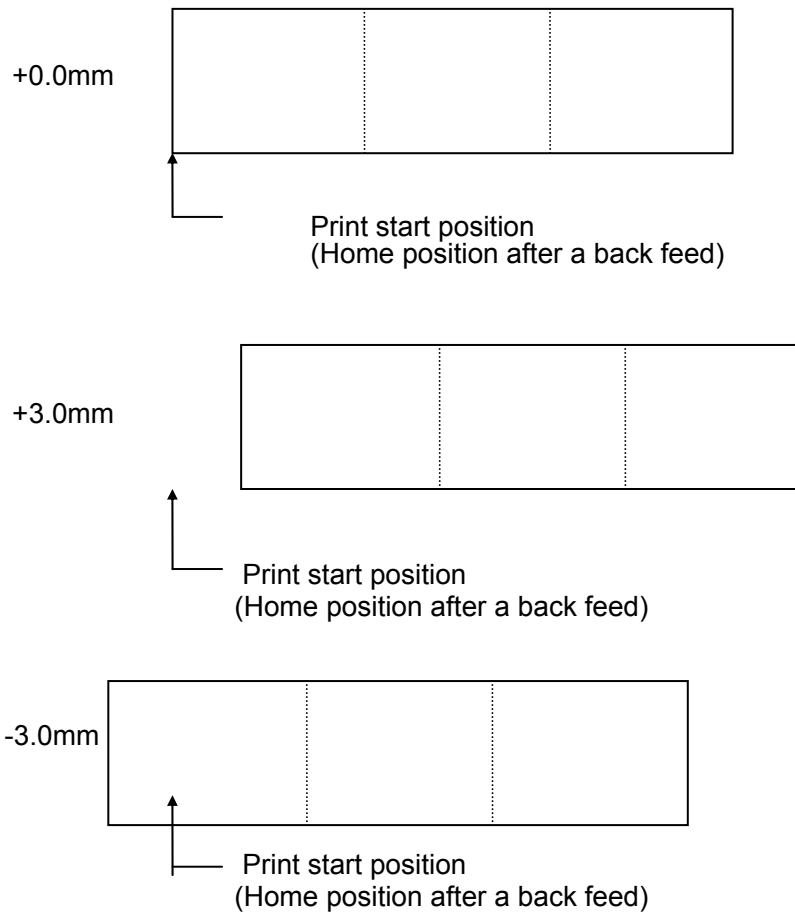 +0.0mm
Print start position
(Home position after a back feed)
+3.0mm
Print start position
(Home position after a back feed)
-3.0mm
Print start position
(Home position after a back feed)